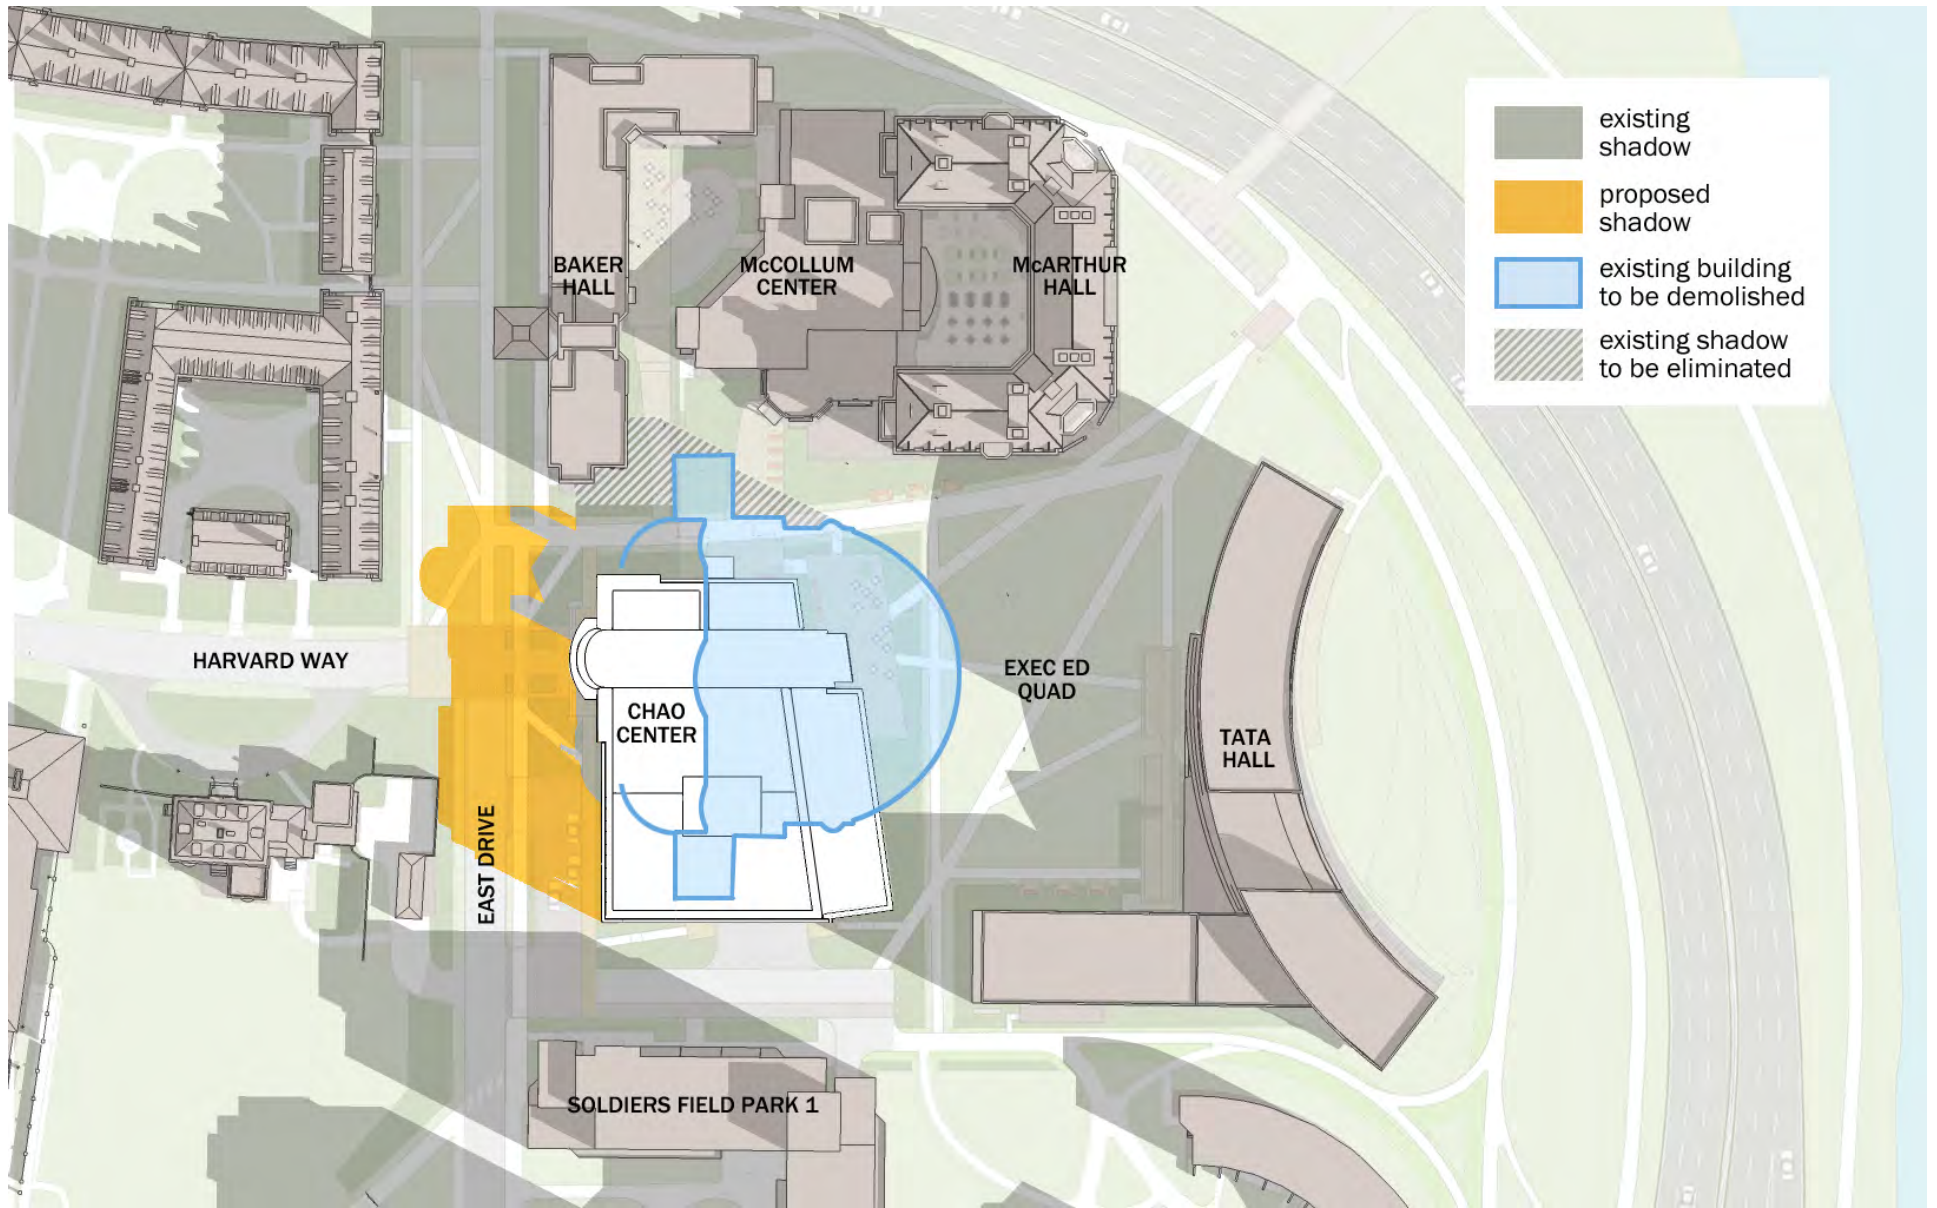 existing
shadow
proposed
shadow
existing building
to be demolished
existing shadow
to be eliminated
BAKER
HALL
McCOLLUM
CENTER
McARTHUR
HALL
HARVARD WAY
EXEC ED
QUAD
CHAO
CENTER
TATA
HALL
EAST DRIVE
SOLDIERS FIELD PARK 1